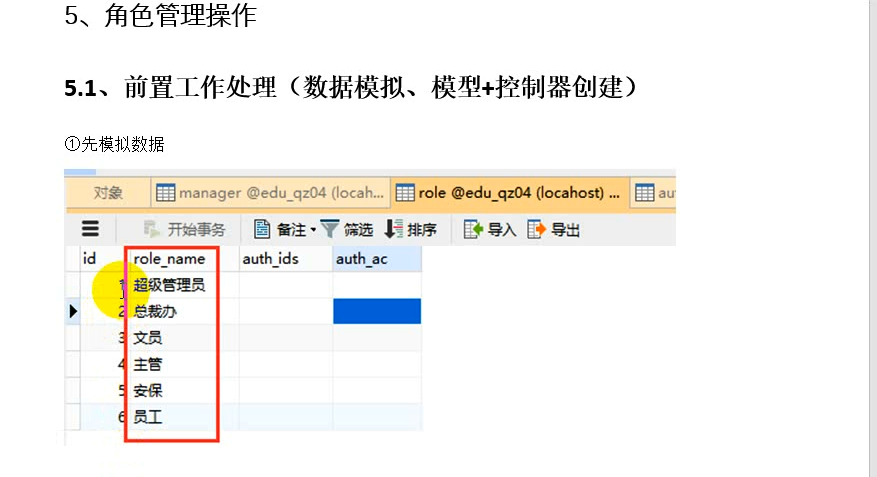 5、角色管理操作
5.1、前置工作处理（数据模拟、模型+控制器创建）
①先模拟数据
对象 manager @edu_qz04 (locah... role @edu_qz04 (locahost) ... au
开始事务 备注 筛选 排序 导入 导出
id role_name auth_ids auth_ac
1 超级管理员
2 总裁办
3 文员
4 主管
5 安保
6 员工